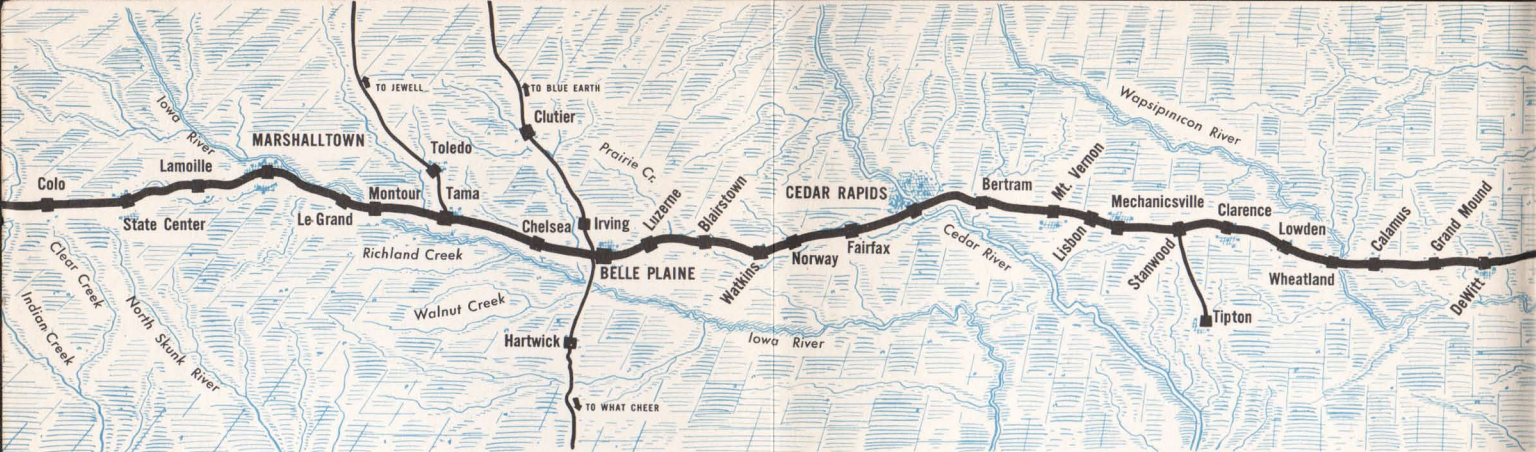 Colo
State Center
Lamoille
MARSHALLTOWN
Iowa River
Le Grand
Montour
Tama
Toledo
TO JEWELL
Chelsea
BELLE PLAINE
Irving
Clutier
TO BLUE EARTH
Prairie Cr.
Luzerne
Blairstown
Watkins
Norway
Fairfax
CEDAR RAPIDS
Bertram
Mt. Vernon
Lisbon
Mechanicsville
Stanwood
Clarence
Lowden
Wheatland
Calamus
Grand Mound
DeWitt
Tipton
Wapsipinicon River
Cedar River
Iowa River
Richland Creek
Walnut Creek
Hartwick
TO WHAT CHEER
Clear Creek
Indian Creek
North Skunk River